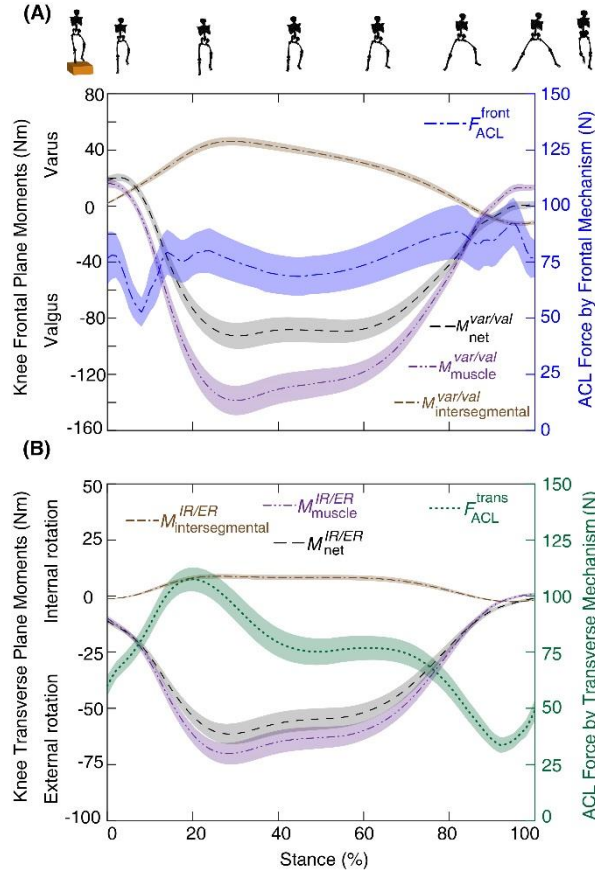 (A)
Knee Frontal Plane Moments (Nm)
Valgus
Varus
80
40
0
-40
-80
-120
-160
F_ACL^front
M_net^var/val
M_muscle^var/val
M_intersegmental^var/val
150
125
100
75
50
25
0
ACL Force by Frontal Mechanism (N)
(B)
Knee Transverse Plane Moments (Nm)
External rotation
Internal rotation
50
25
0
-25
-50
-75
-100
M_intersegmental^IR/ER
M_muscle^IR/ER
M_net^IR/ER
F_ACL^trans
150
125
100
75
50
25
0
ACL Force by Transverse Mechanism (N)
0 20 40 60 80 100
Stance (%)